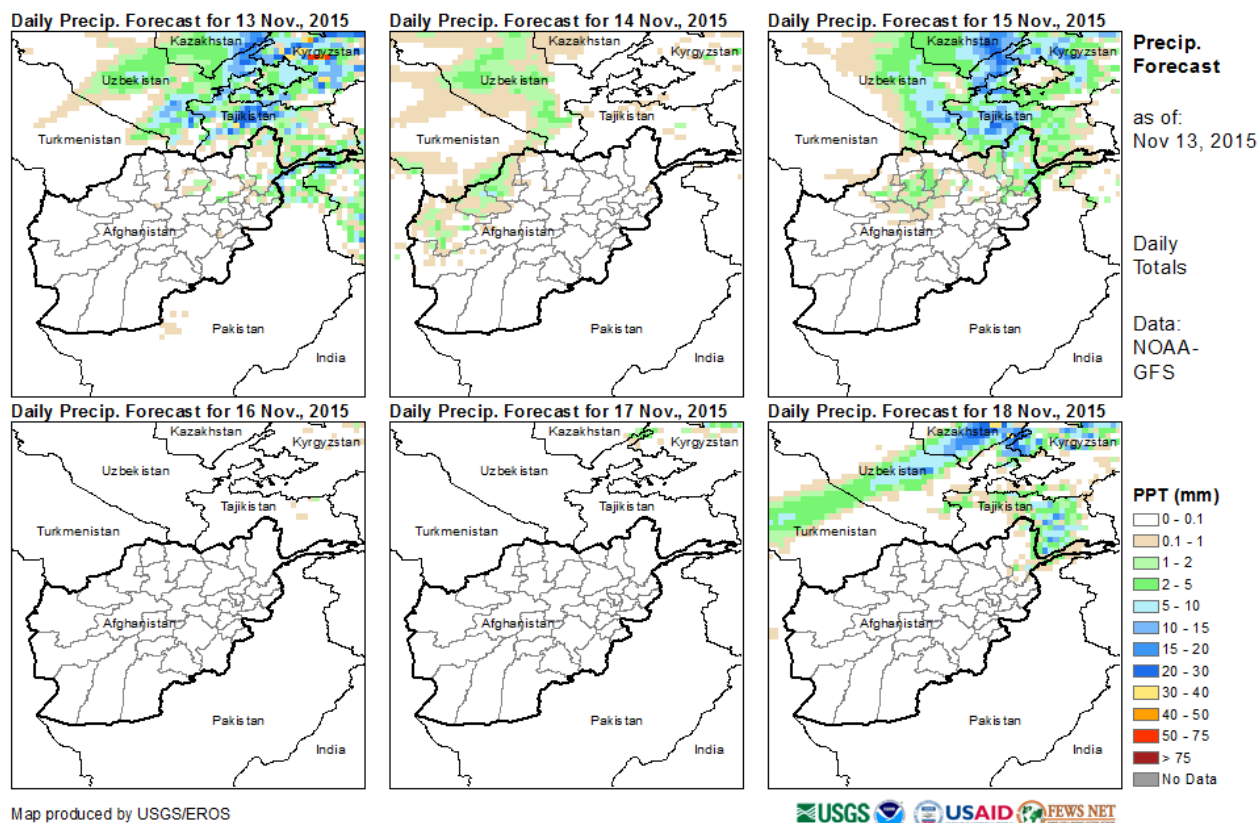 Daily Precip. Forecast for 13 Nov., 2015
Kazakhstan
Kyrgyzstan
Uzbekistan
Tajikistan
Turkmenistan
Afghanistan
Pakistan
India
Daily Precip. Forecast for 14 Nov., 2015
Kazakhstan
Kyrgyzstan
Uzbekistan
Tajikistan
Turkmenistan
Afghanistan
Pakistan
India
Daily Precip. Forecast for 15 Nov., 2015
Kazakhstan
Kyrgyzstan
Uzbekistan
Tajikistan
Turkmenistan
Afghanistan
Pakistan
India
Precip.
Forecast
as of:
Nov 13, 2015
Daily
Totals
Data:
NOAA-
GFS
Daily Precip. Forecast for 16 Nov., 2015
Kazakhstan
Kyrgyzstan
Uzbekistan
Tajikistan
Turkmenistan
Afghanistan
Pakistan
India
Daily Precip. Forecast for 17 Nov., 2015
Kazakhstan
Kyrgyzstan
Uzbekistan
Tajikistan
Turkmenistan
Afghanistan
Pakistan
India
Daily Precip. Forecast for 18 Nov., 2015
Kazakhstan
Kyrgyzstan
Uzbekistan
Tajikistan
Turkmenistan
Afghanistan
Pakistan
India
PPT (mm)
0 - 0.1
0.1 - 1
1 - 2
2 - 5
5 - 10
10 - 15
15 - 20
20 - 30
30 - 40
40 - 50
50 - 75
> 75
No Data
Map produced by USGS/EROS
USGS
USAID
FEWS NET